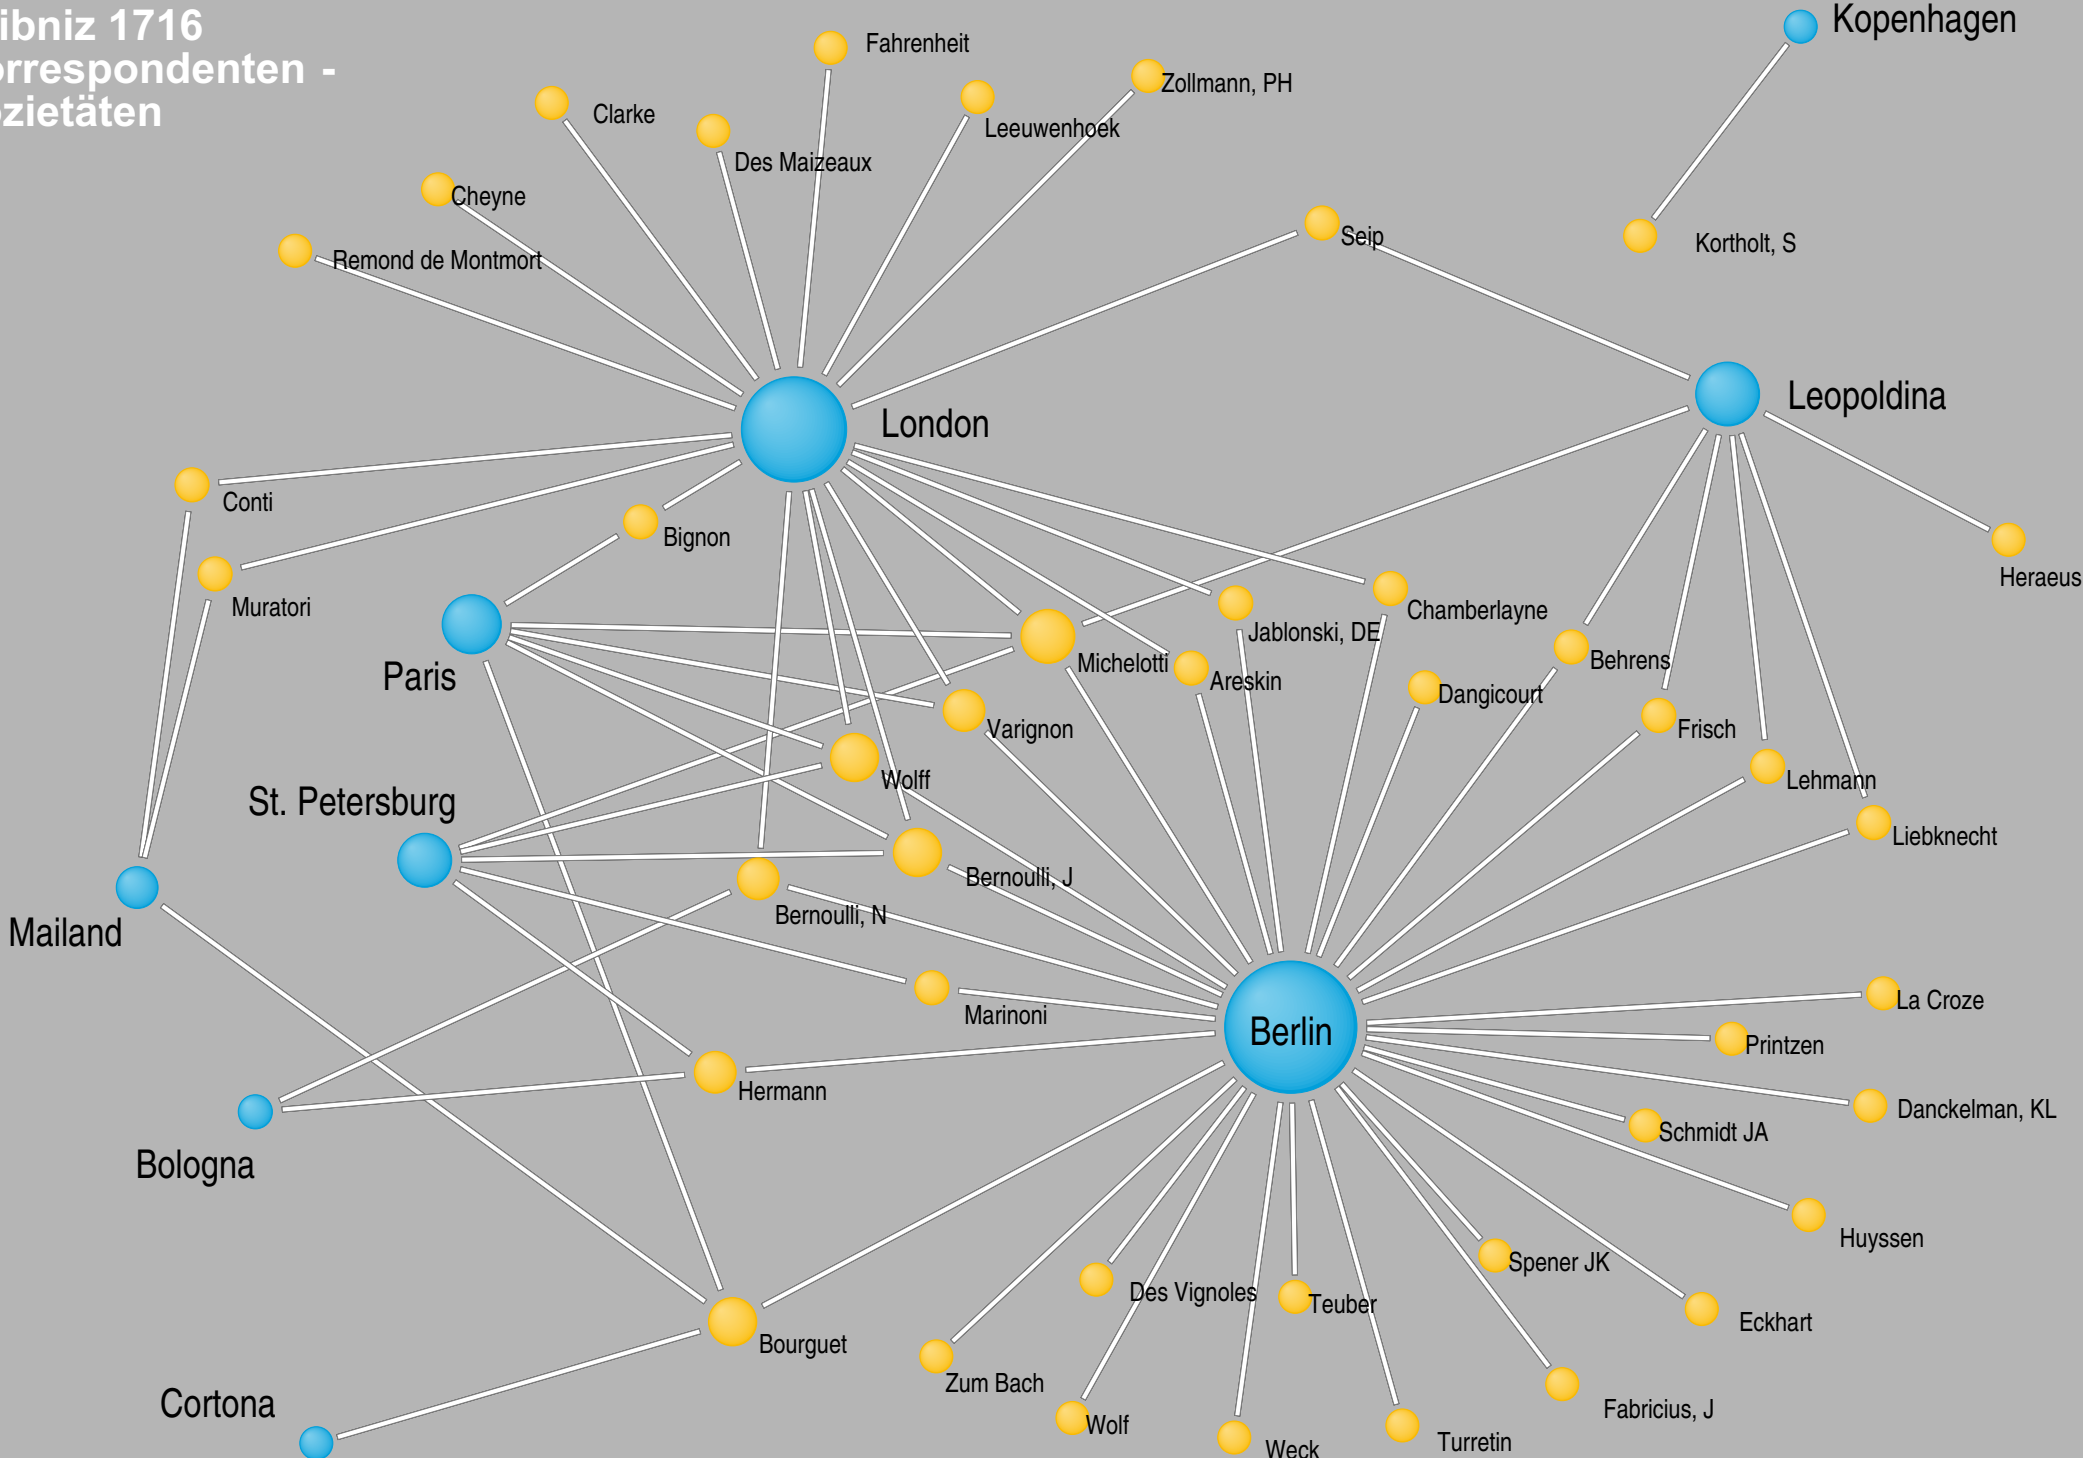 ibniz 1716
orrespondenten -
zietäten
Kopenhagen
Fahrenheit
Zollmann, PH
Clarke
Leeuwenhoek
Des Maizeaux
Cheyne
Seip
Kortholt, S
Remond de Montmort
Leopoldina
London
Conti
Bignon
Heraeus
Muratori
Chamberlayne
Jablonski, DE
Michelotti
Behrens
Paris
Areskin
Dangicourt
Varignon
Frisch
Wolff
Lehmann
St. Petersburg
Liebknecht
Bernoulli, J
Bernoulli, N
Mailand
La Croze
Marinoni
Berlin
Printzen
Hermann
Danckelman, KL
Schmidt JA
Bologna
Huyssen
Spener JK
Des Vignoles
Teuber
Eckhart
Bourguet
Zum Bach
Cortona
Fabricius, J
Wolf
Turretin
Weck